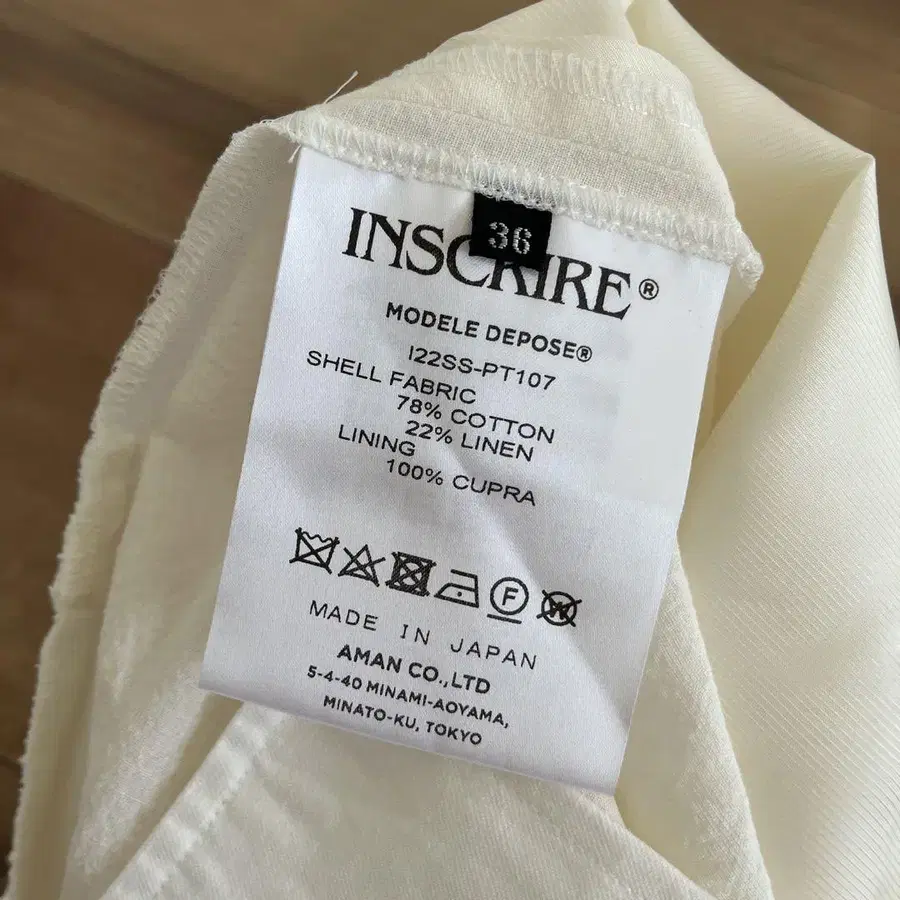 36
INSCRIRE®
MODELE DEPOSE®
I22SS-PT107
SHELL FABRIC
78% COTTON
22% LINEN
LINING
100% CUPRA
F
W
MADE IN JAPAN
AMAN CO.,LTD
5-4-40 MINAMI-AOYAMA,
MINATO-KU, TOKYO